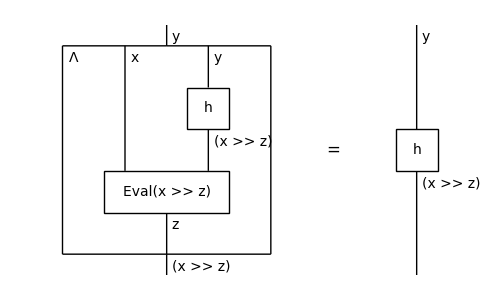 y
Λ
x
y
h
(x >> z)
Eval(x >> z)
z
(x >> z)
=
y
h
(x >> z)